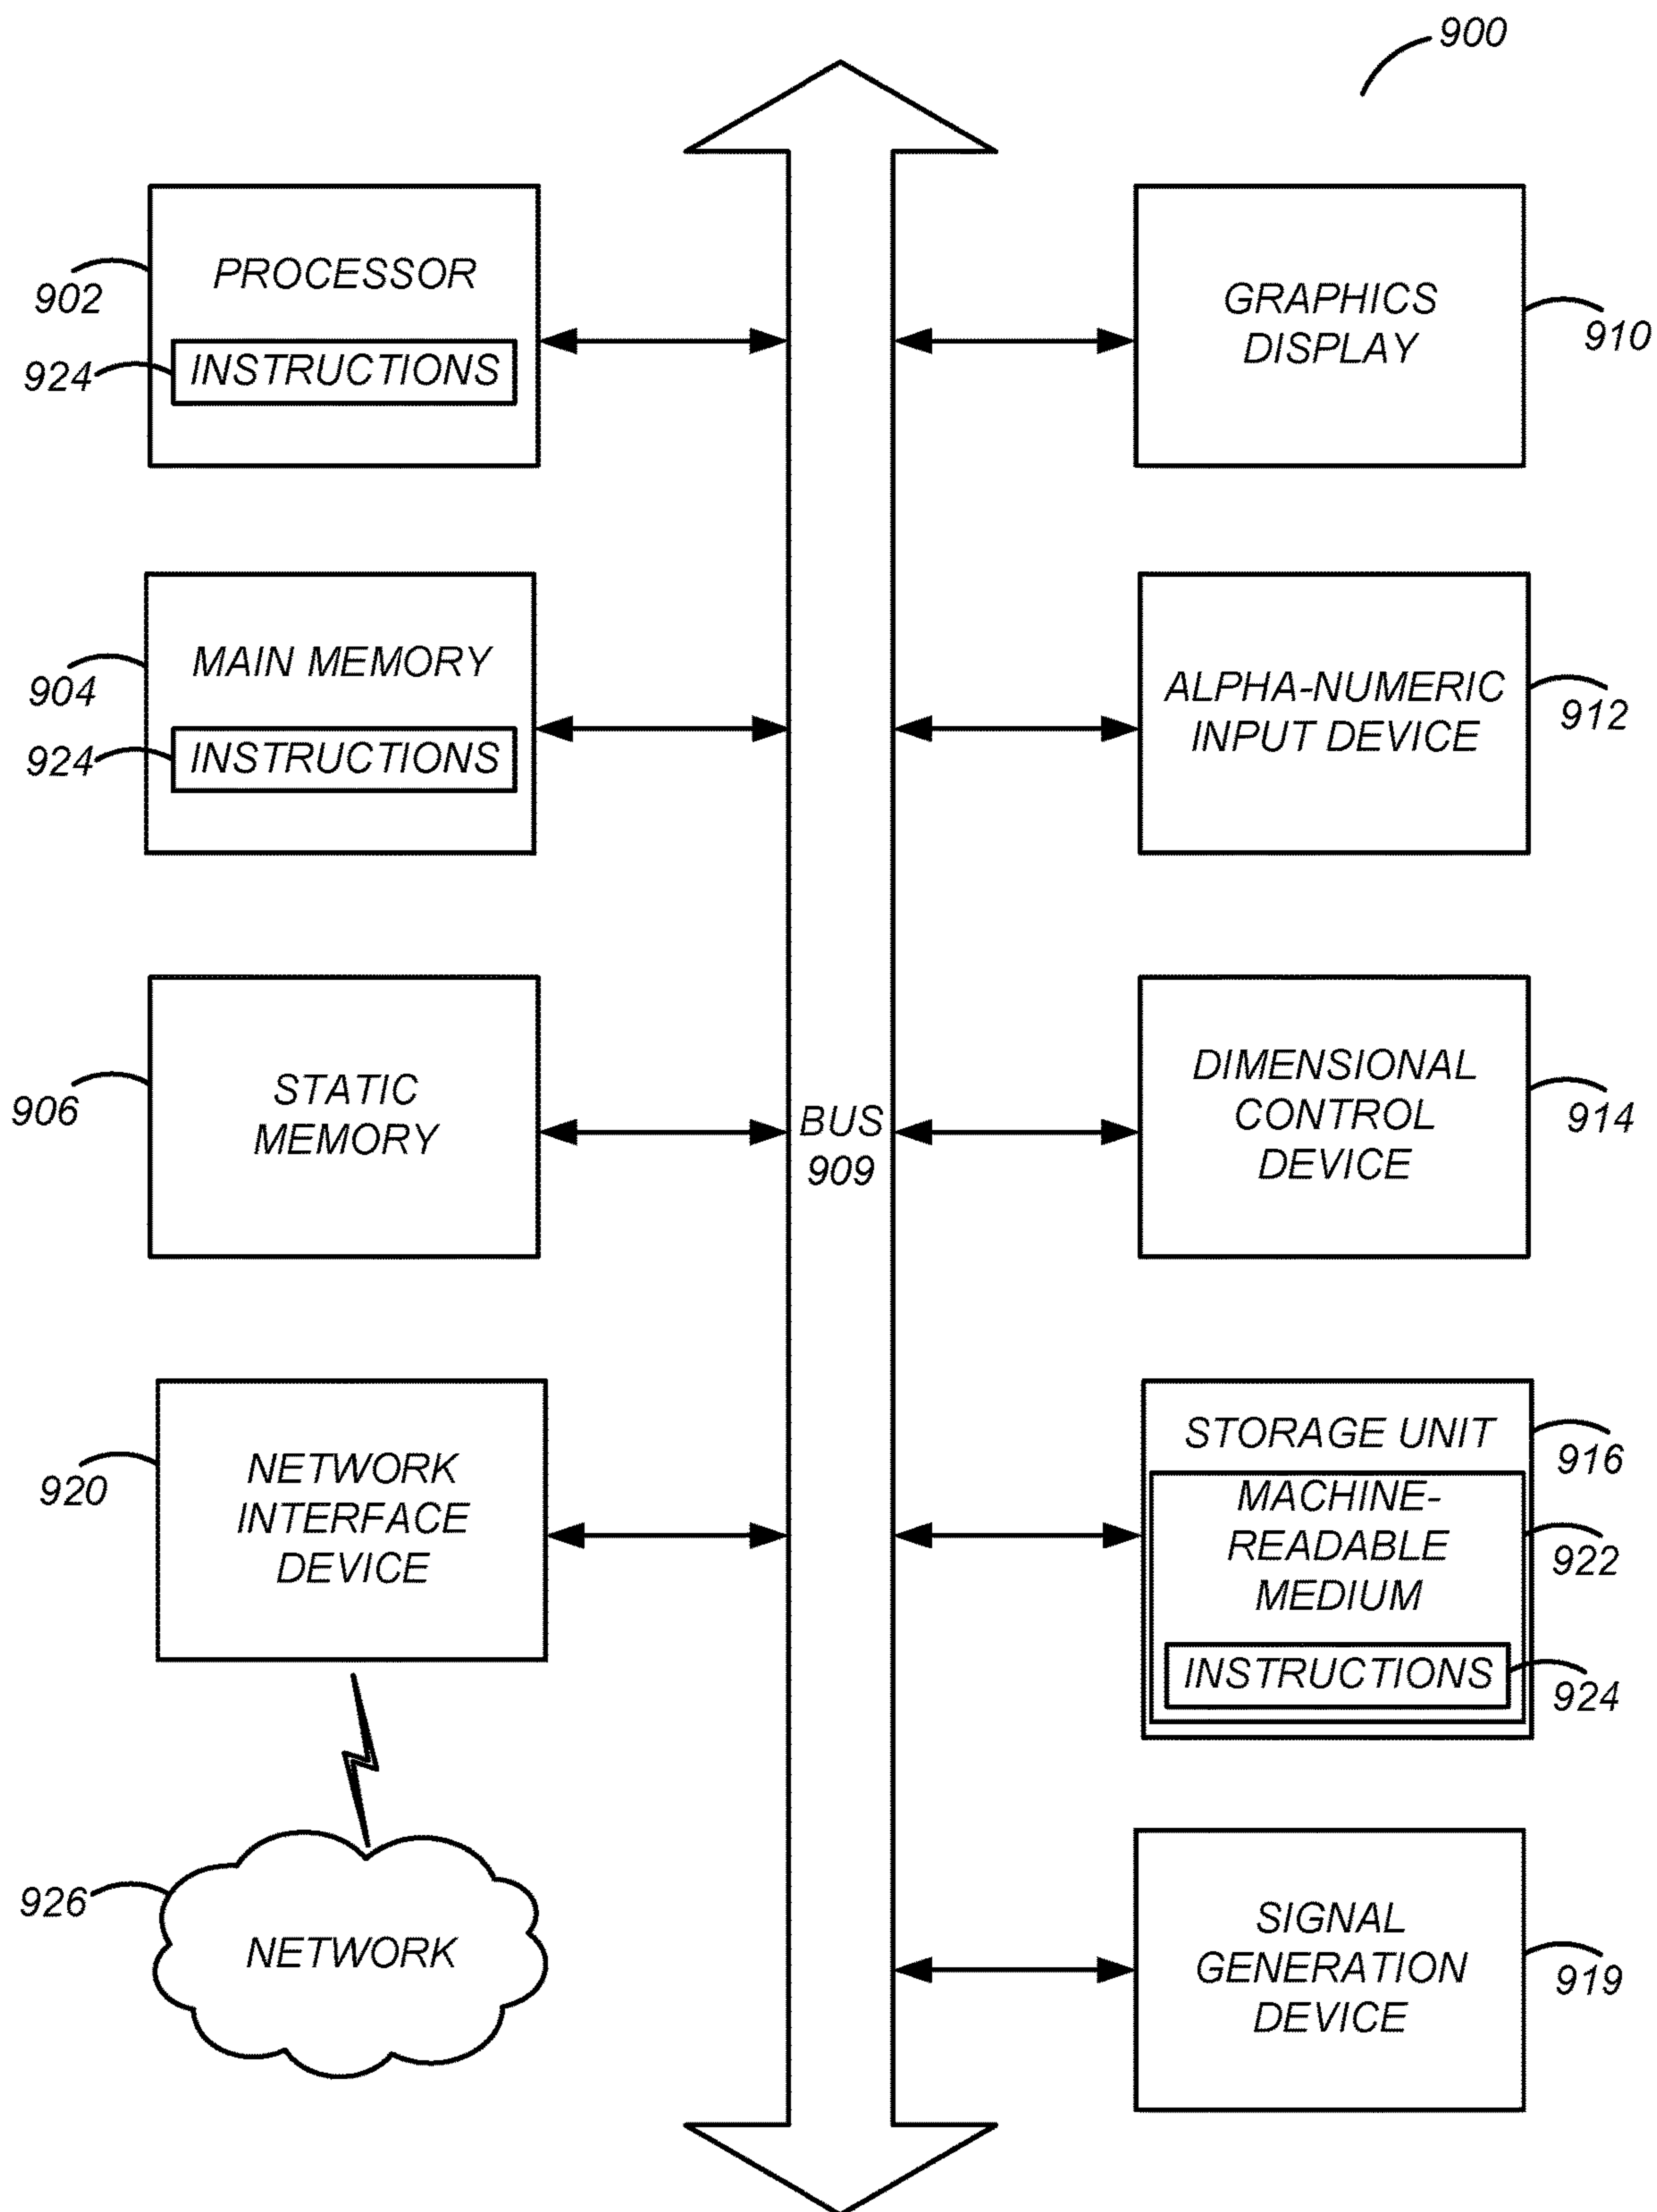 900
PROCESSOR
902
INSTRUCTIONS
924
GRAPHICS
DISPLAY
910
MAIN MEMORY
904
INSTRUCTIONS
924
ALPHA-NUMERIC
INPUT DEVICE
912
STATIC
MEMORY
906
BUS
909
DIMENSIONAL
CONTROL
DEVICE
914
NETWORK
INTERFACE
DEVICE
920
STORAGE UNIT
916
MACHINE-
READABLE
MEDIUM
922
INSTRUCTIONS
924
926
NETWORK
SIGNAL
GENERATION
DEVICE
919